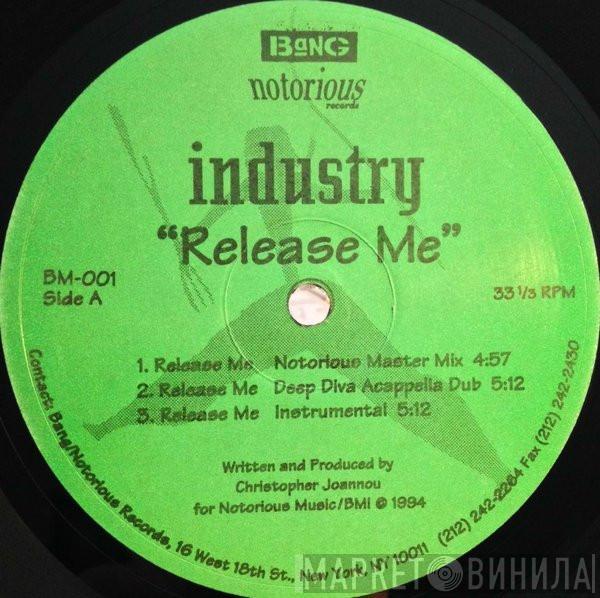 BaNG
notorious
records
industry
"Release Me"
BM-001
Side A
33 1/3 RPM
1. Release Me Notorious Master Mix 4:57
2. Release Me Deep Diva Acappella Dub 5:12
3. Release Me Instrumental 5:12
Written and Produced by
Christopher Joannou
for Notorious Music/BMI © 1994
Contact: Bang/Notorious Records, 16 West 18th St., New York, NY 10011 (212) 242-2264 Fax (212) 242-2430
МАРКЕТ ВИНИЛА